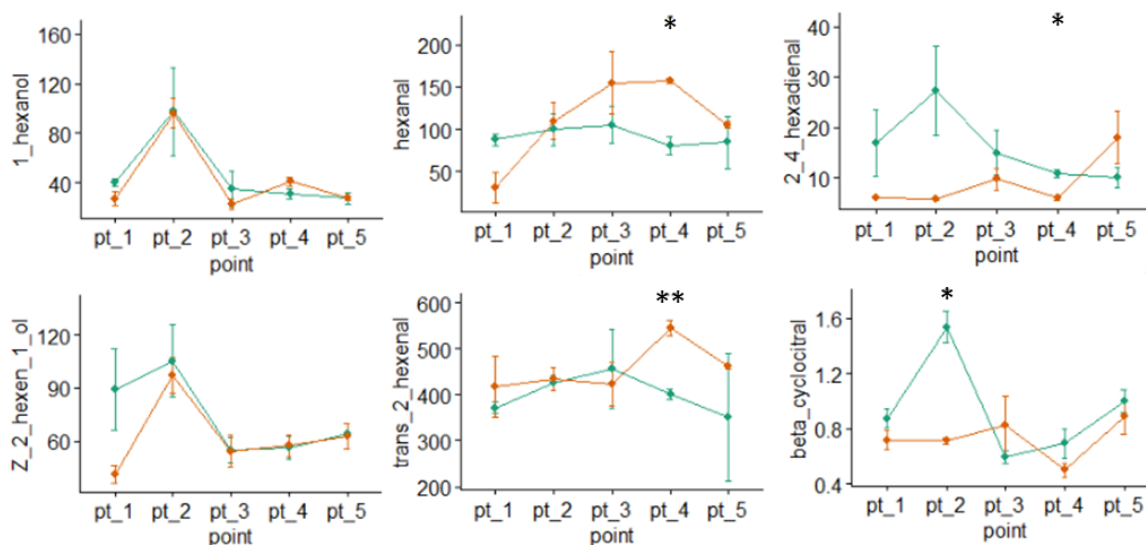 1_hexanol
160
120
80
40
pt_1 pt_2 pt_3 pt_4 pt_5
point
*
hexanal
200
150
100
50
pt_1 pt_2 pt_3 pt_4 pt_5
point
*
2_4_hexadienal
40
30
20
10
pt_1 pt_2 pt_3 pt_4 pt_5
point
Z_2_hexen_1_ol
120
90
60
pt_1 pt_2 pt_3 pt_4 pt_5
point
**
trans_2_hexenal
600
500
400
300
200
pt_1 pt_2 pt_3 pt_4 pt_5
point
*
beta_cyclocitral
1.6
1.2
0.8
0.4
pt_1 pt_2 pt_3 pt_4 pt_5
point